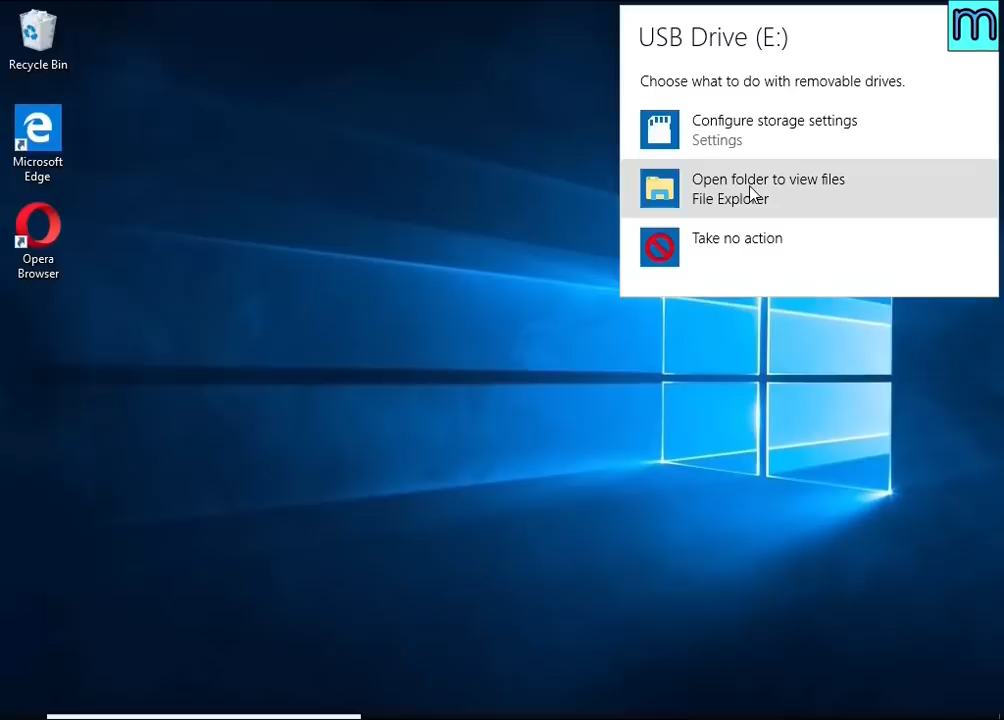 Recycle Bin
Microsoft
Edge
Opera
Browser
USB Drive (E:)
m
Choose what to do with removable drives.
Configure storage settings
Settings
Open folder to view files
File Explorer
Take no action